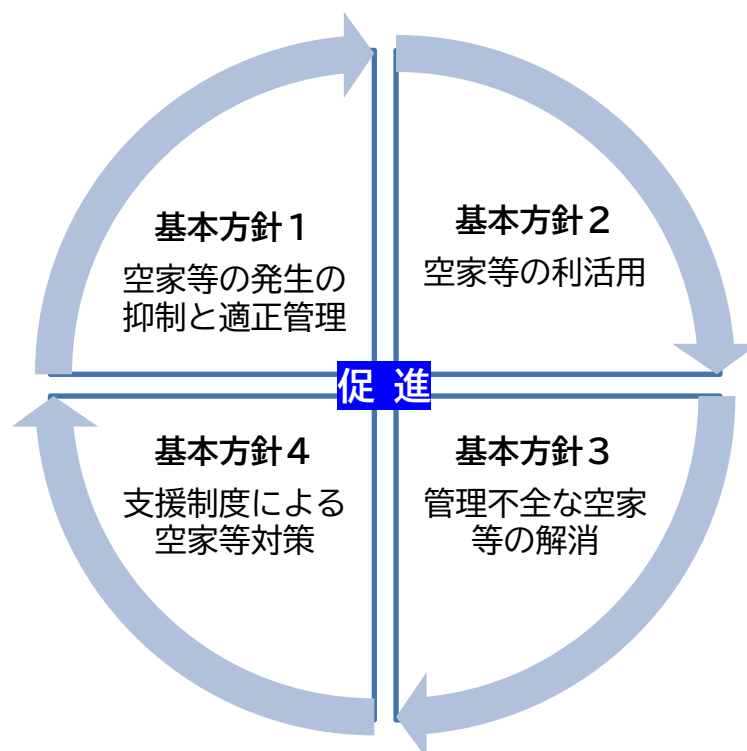 基本方針1
空家等の発生の
抑制と適正管理
基本方針2
空家等の利活用
促 進
基本方針4
支援制度による
空家等対策
基本方針3
管理不全な空家
等の解消